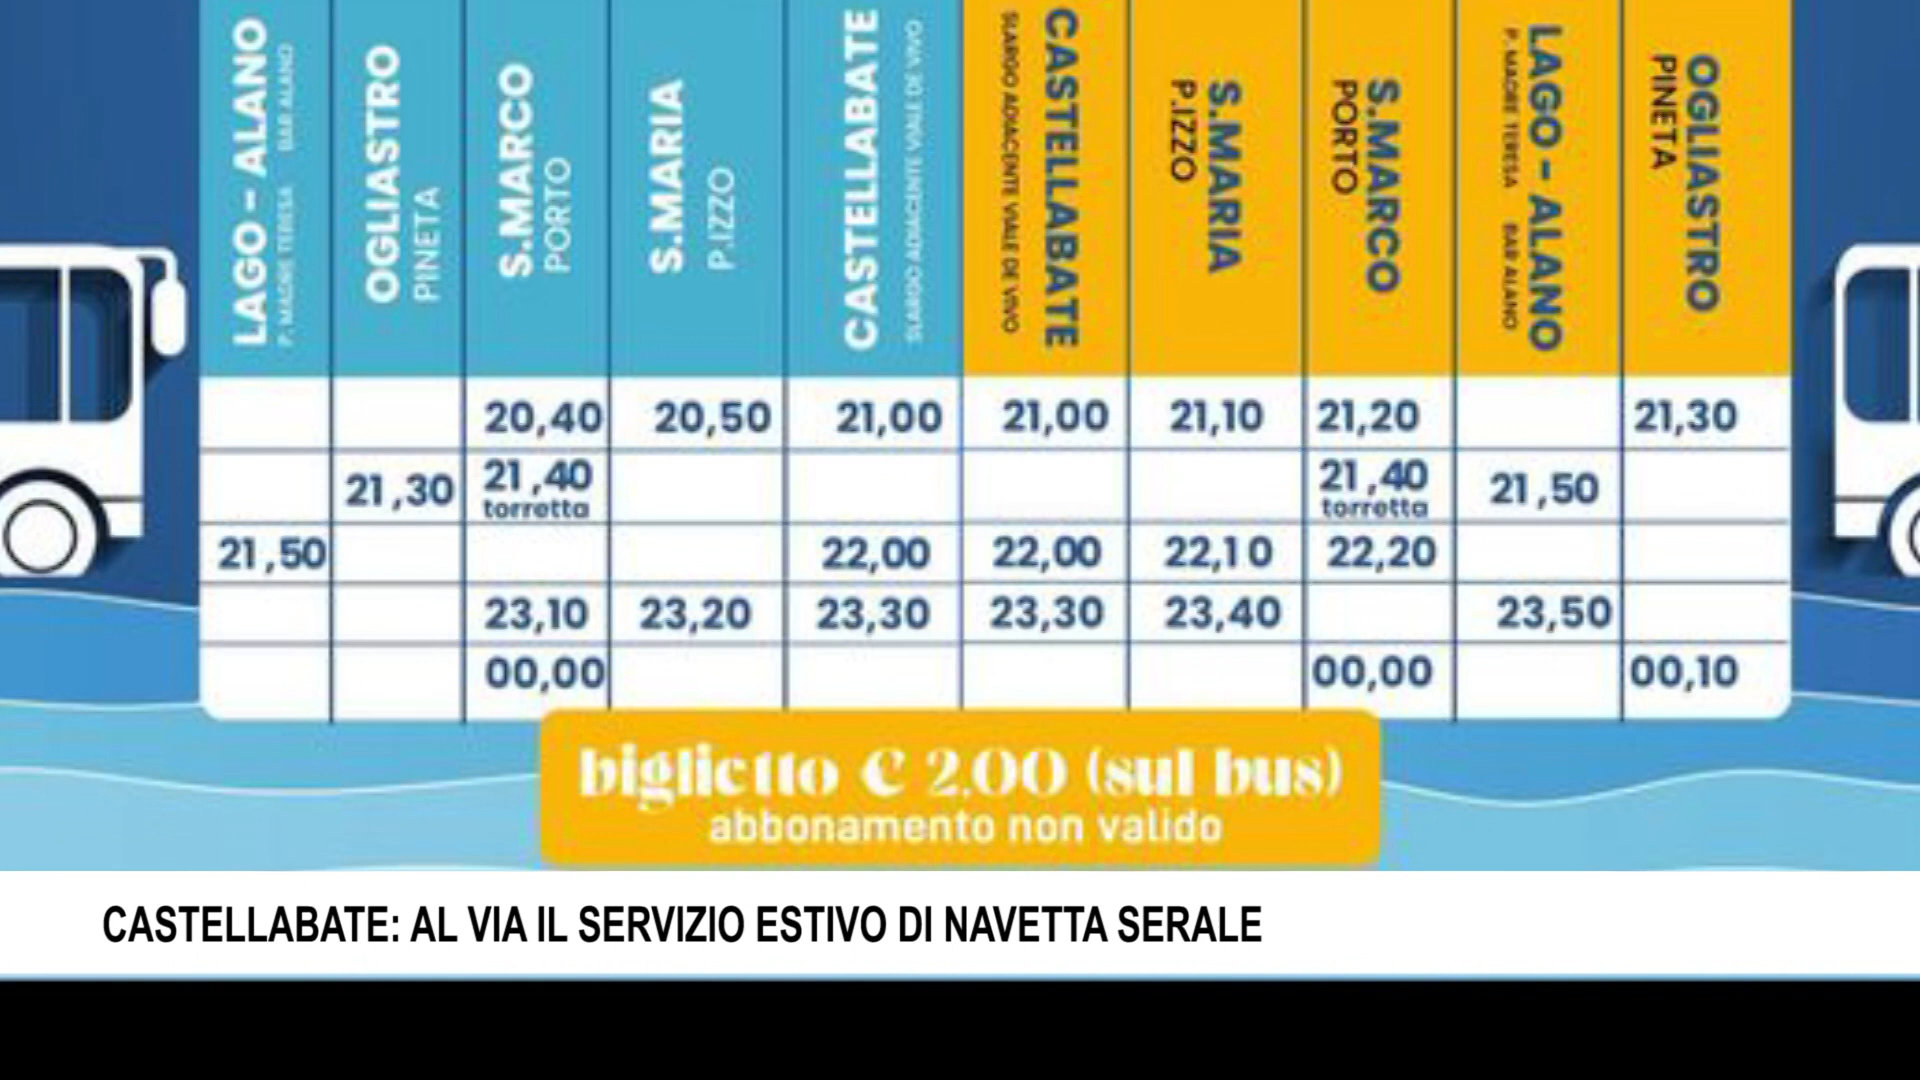 LAGO - ALANO
P. MADRE TERESA BAR ALANO
OGLIASTRO
PINETA
S.MARCO
PORTO
S.MARIA
P.IZZO
CASTELLABATE
SLARGO ADIACENTE VIALE DE VIVO
CASTELLABATE
SLARGO ADIACENTE VIALE DE VIVO
S.MARIA
P.IZZO
S.MARCO
PORTO
LAGO - ALANO
P. MADRE TERESA BAR ALANO
OGLIASTRO
PINETA
20,40 20,50 21,00 21,00 21,10 21,20 21,30
21,30 21,40 21,40 21,50
torretta torretta
21,50 22,00 22,00 22,10 22,20
23,10 23,20 23,30 23,30 23,40 23,50
00,00 00,00 00,10
biglietto € 2,00 (sul bus)
abbonamento non valido
CASTELLABATE: AL VIA IL SERVIZIO ESTIVO DI NAVETTA SERALE